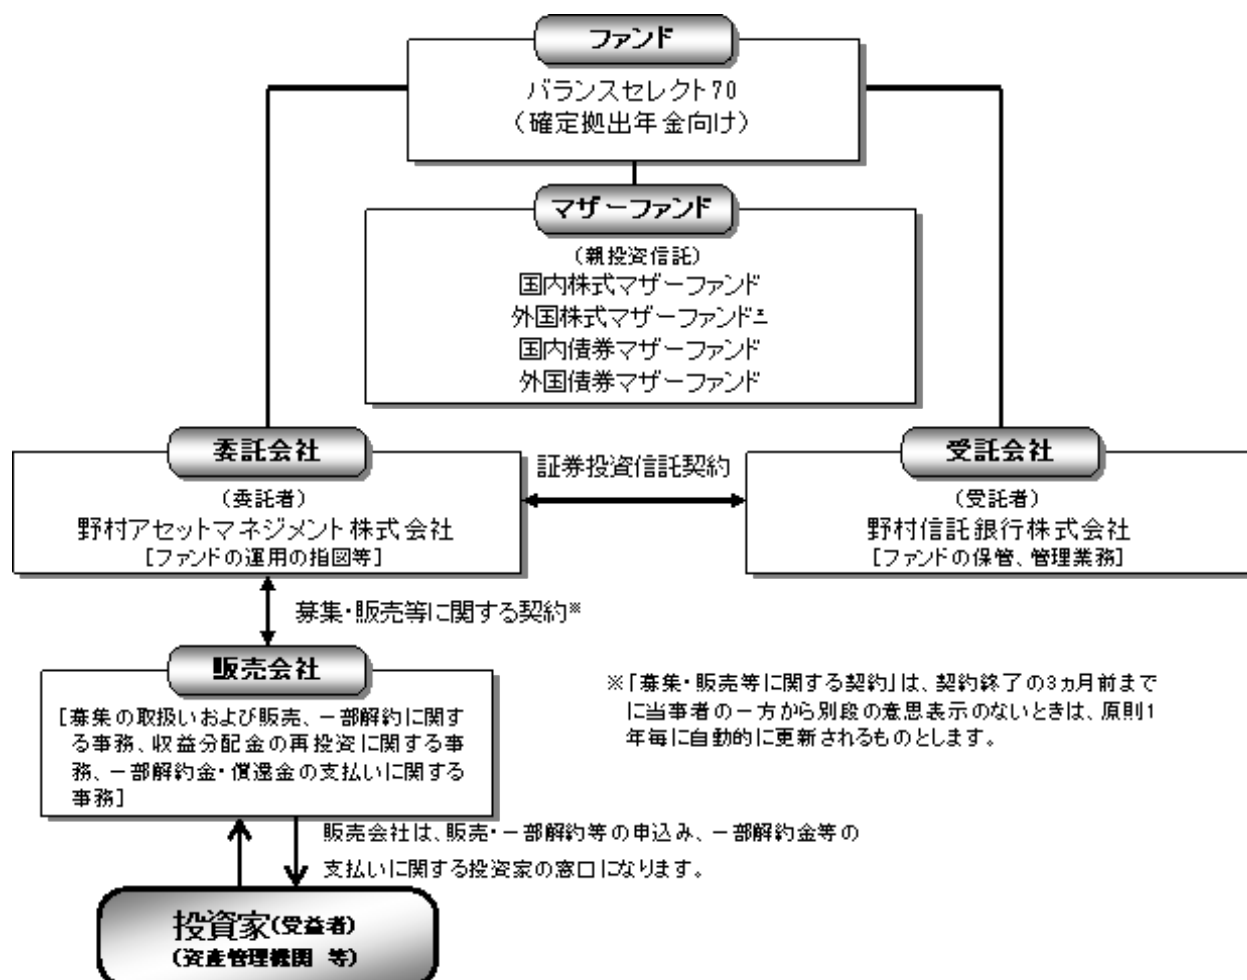 ファンド
バランスセレクト70
（確定拠出年金向け）
マザーファンド
（親投資信託）
国内株式マザーファンド
外国株式マザーファンド※
国内債券マザーファンド
外国債券マザーファンド
委託会社
（委託者）
野村アセットマネジメント株式会社
[ファンドの運用の指図等]
証券投資信託契約
受託会社
（受託者）
野村信託銀行株式会社
[ファンドの保管、管理業務]
募集・販売等に関する契約※
販売会社
[募集の取扱いおよび販売、一部解約に関す
る事務、収益分配金の再投資に関する事
務、一部解約金・償還金の支払いに関する
事務]
※「募集・販売等に関する契約」は、契約終了の3ヵ月前まで
に当事者の一方から別段の意思表示のないときは、原則1
年毎に自動的に更新されるものとします。
販売会社は、販売・一部解約等の申込み、一部解約金等の
支払いに関する投資家の窓口になります。
投資家(受益者)
(資産管理機関 等)